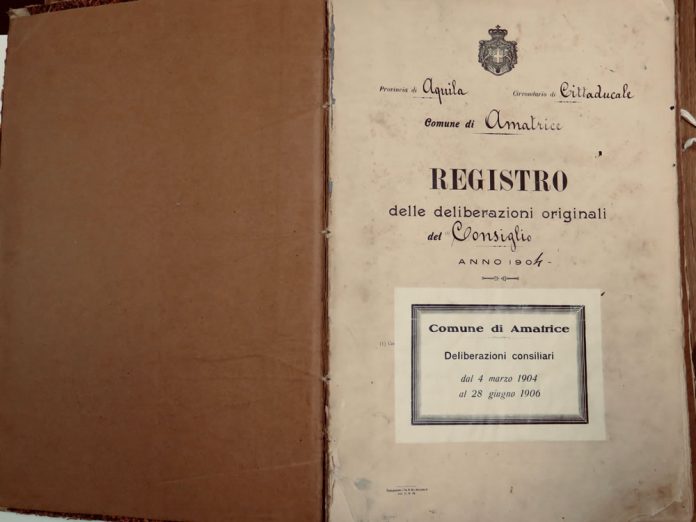 Provincia di Aquila Circondario di Cittaducale
Comune di Amatrice
REGISTRO
delle deliberazioni originali
del Consiglio
ANNO 1904-
Comune di Amatrice
(1)
Deliberazioni consiliari
dal 4 marzo 1904
al 28 giugno 1906